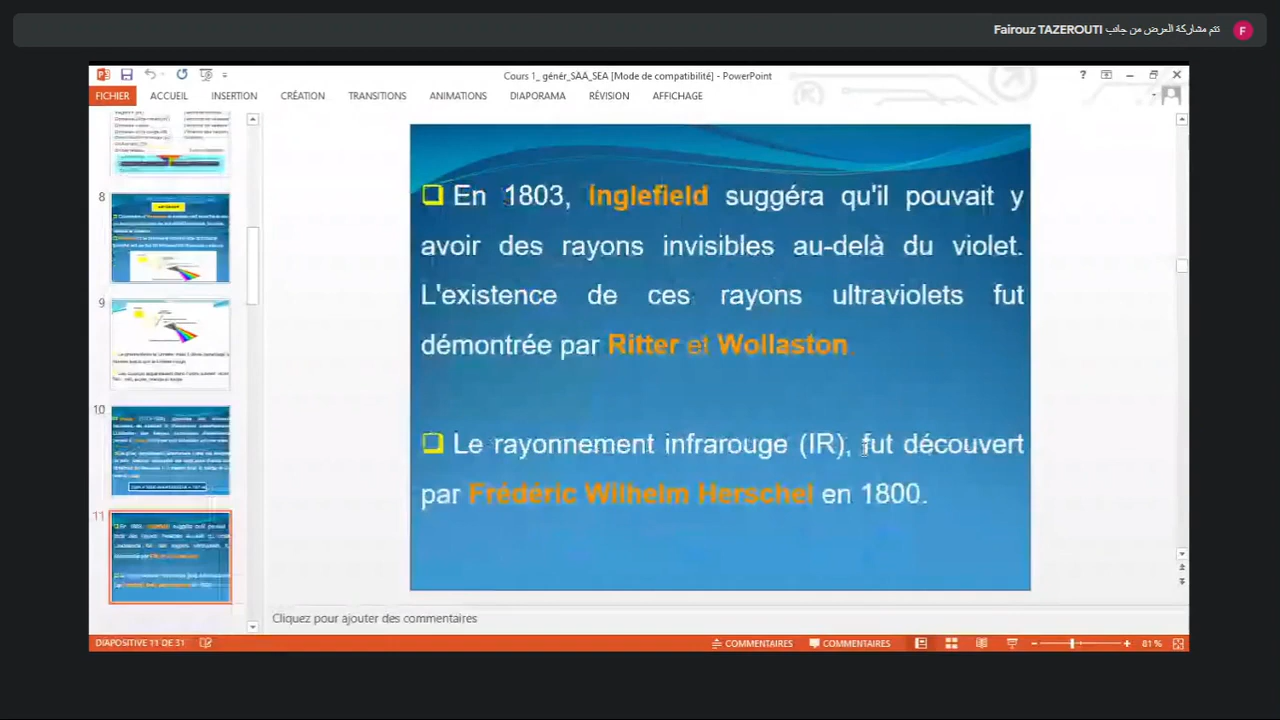 تتم مشاركة العرض من جانب Fairouz TAZEROUTI
F
Cours 1_ génér_SAA_SEA [Mode de compatibilité] - PowerPoint
FICHIER ACCUEIL INSERTION CRÉATION TRANSITIONS ANIMATIONS DIAPORAMA RÉVISION AFFICHAGE
8
9
10
11
En 1803, Inglefield suggéra qu'il pouvait y
avoir des rayons invisibles au-delà du violet.
L'existence de ces rayons ultraviolets fut
démontrée par Ritter et Wollaston
Le rayonnement infrarouge (IR), fut découvert
par Frédéric Wilhelm Herschel en 1800.
Cliquez pour ajouter des commentaires
DIAPOSITIVE 11 DE 31 COMMENTAIRES COMMENTAIRES 81 %